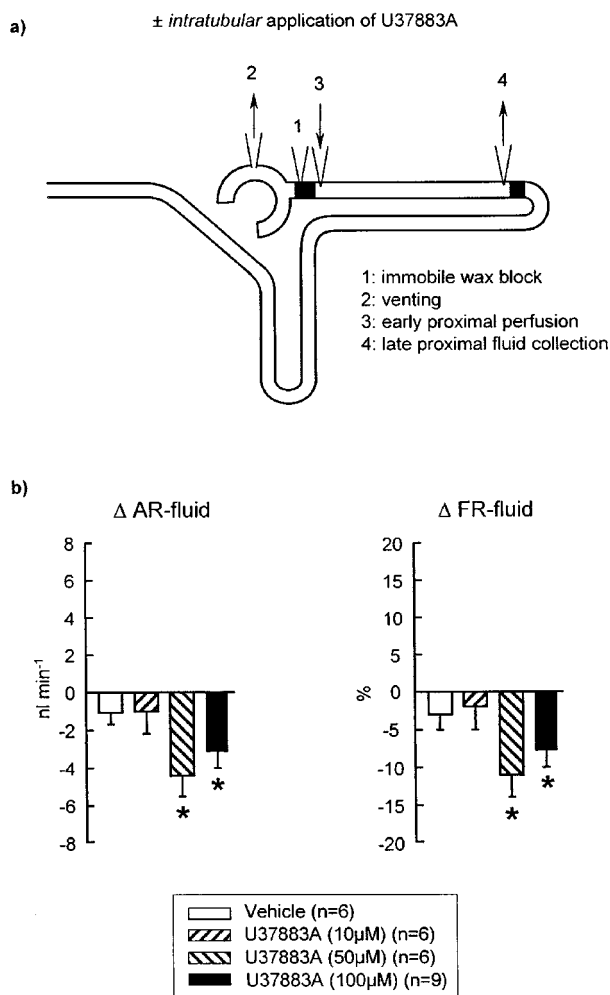 a)
± intratubular application of U37883A
2
3
4
1
1: immobile wax block
2: venting
3: early proximal perfusion
4: late proximal fluid collection
b)
Δ AR-fluid
Δ FR-fluid
8
6
4
2
0
-2
-4
-6
-8
nl min⁻¹
*
*
20
15
10
5
0
-5
-10
-15
-20
%
*
*
Vehicle (n=6)
U37883A (10µM) (n=6)
U37883A (50µM) (n=6)
U37883A (100µM) (n=9)